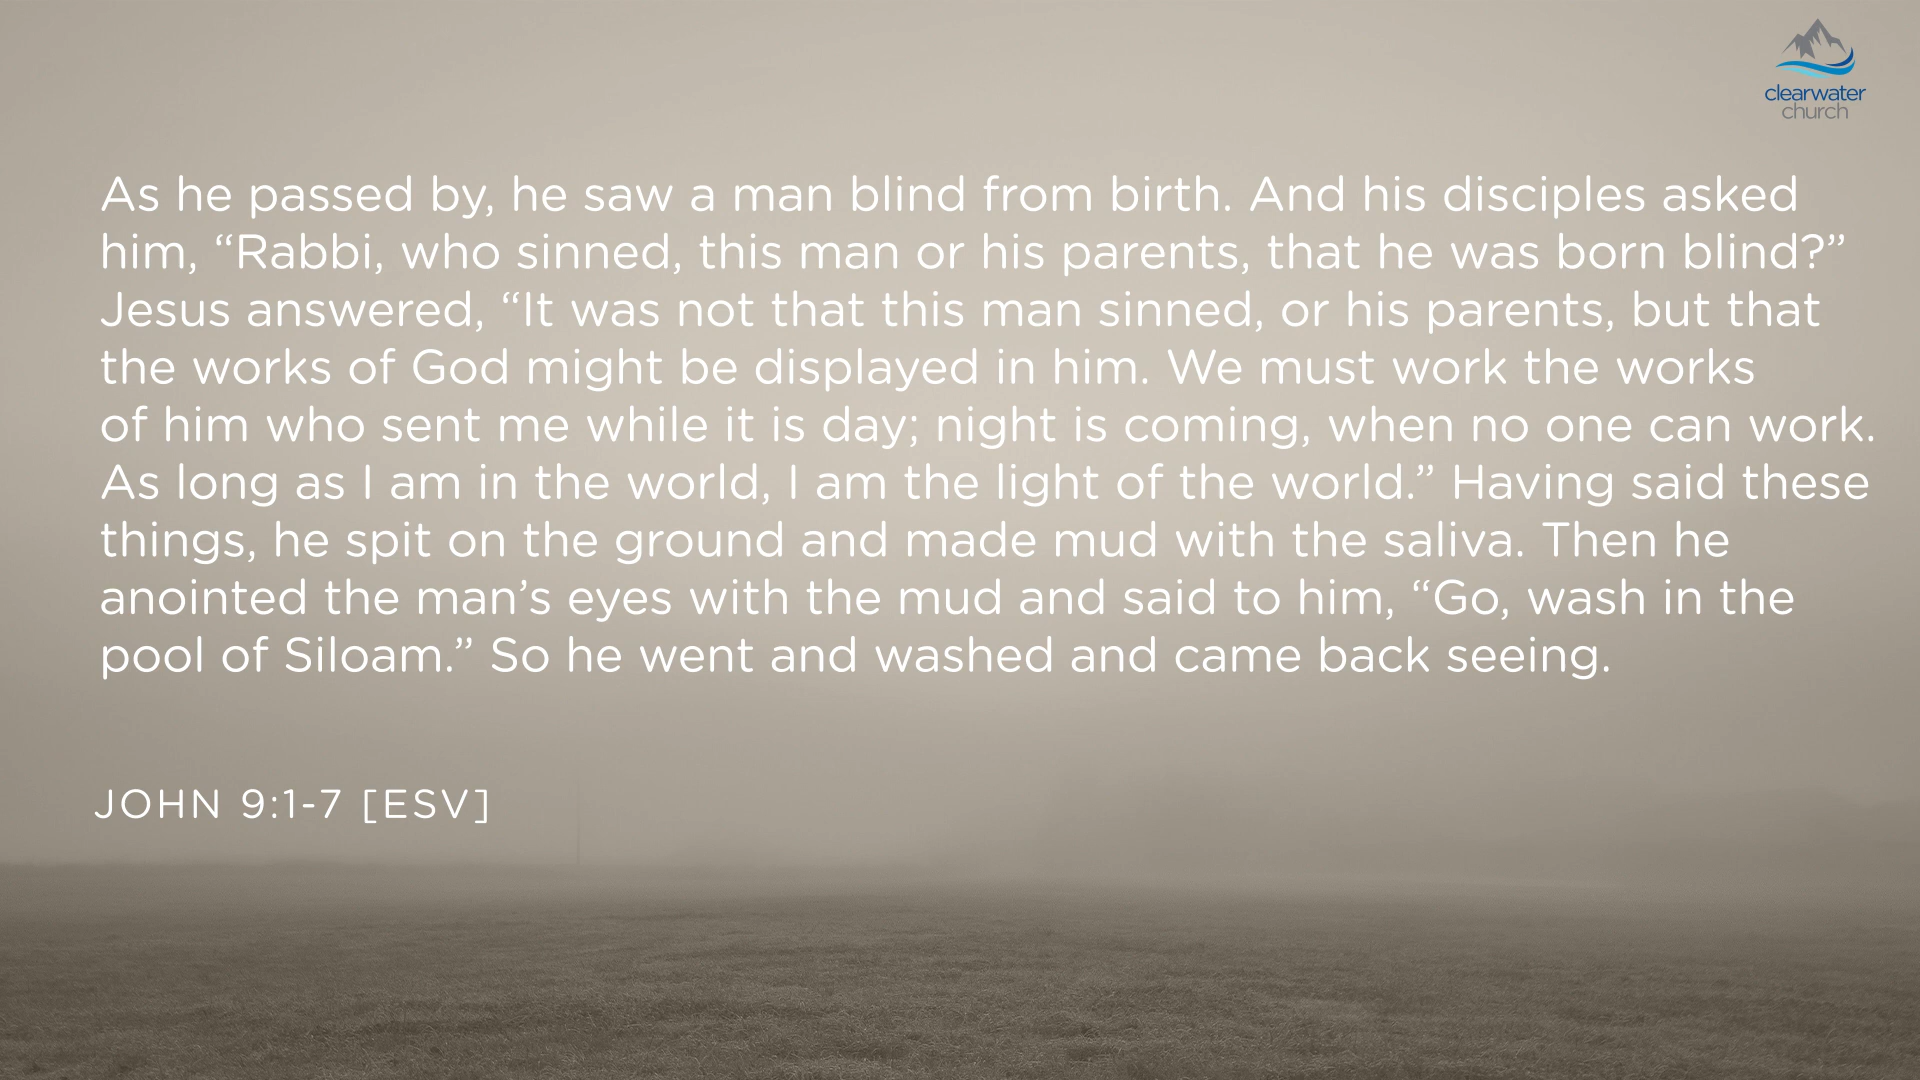 clearwater
church
As he passed by, he saw a man blind from birth. And his disciples asked
him, “Rabbi, who sinned, this man or his parents, that he was born blind?”
Jesus answered, “It was not that this man sinned, or his parents, but that
the works of God might be displayed in him. We must work the works
of him who sent me while it is day; night is coming, when no one can work.
As long as I am in the world, I am the light of the world.” Having said these
things, he spit on the ground and made mud with the saliva. Then he
anointed the man’s eyes with the mud and said to him, “Go, wash in the
pool of Siloam.” So he went and washed and came back seeing.
JOHN 9:1-7 [ESV]